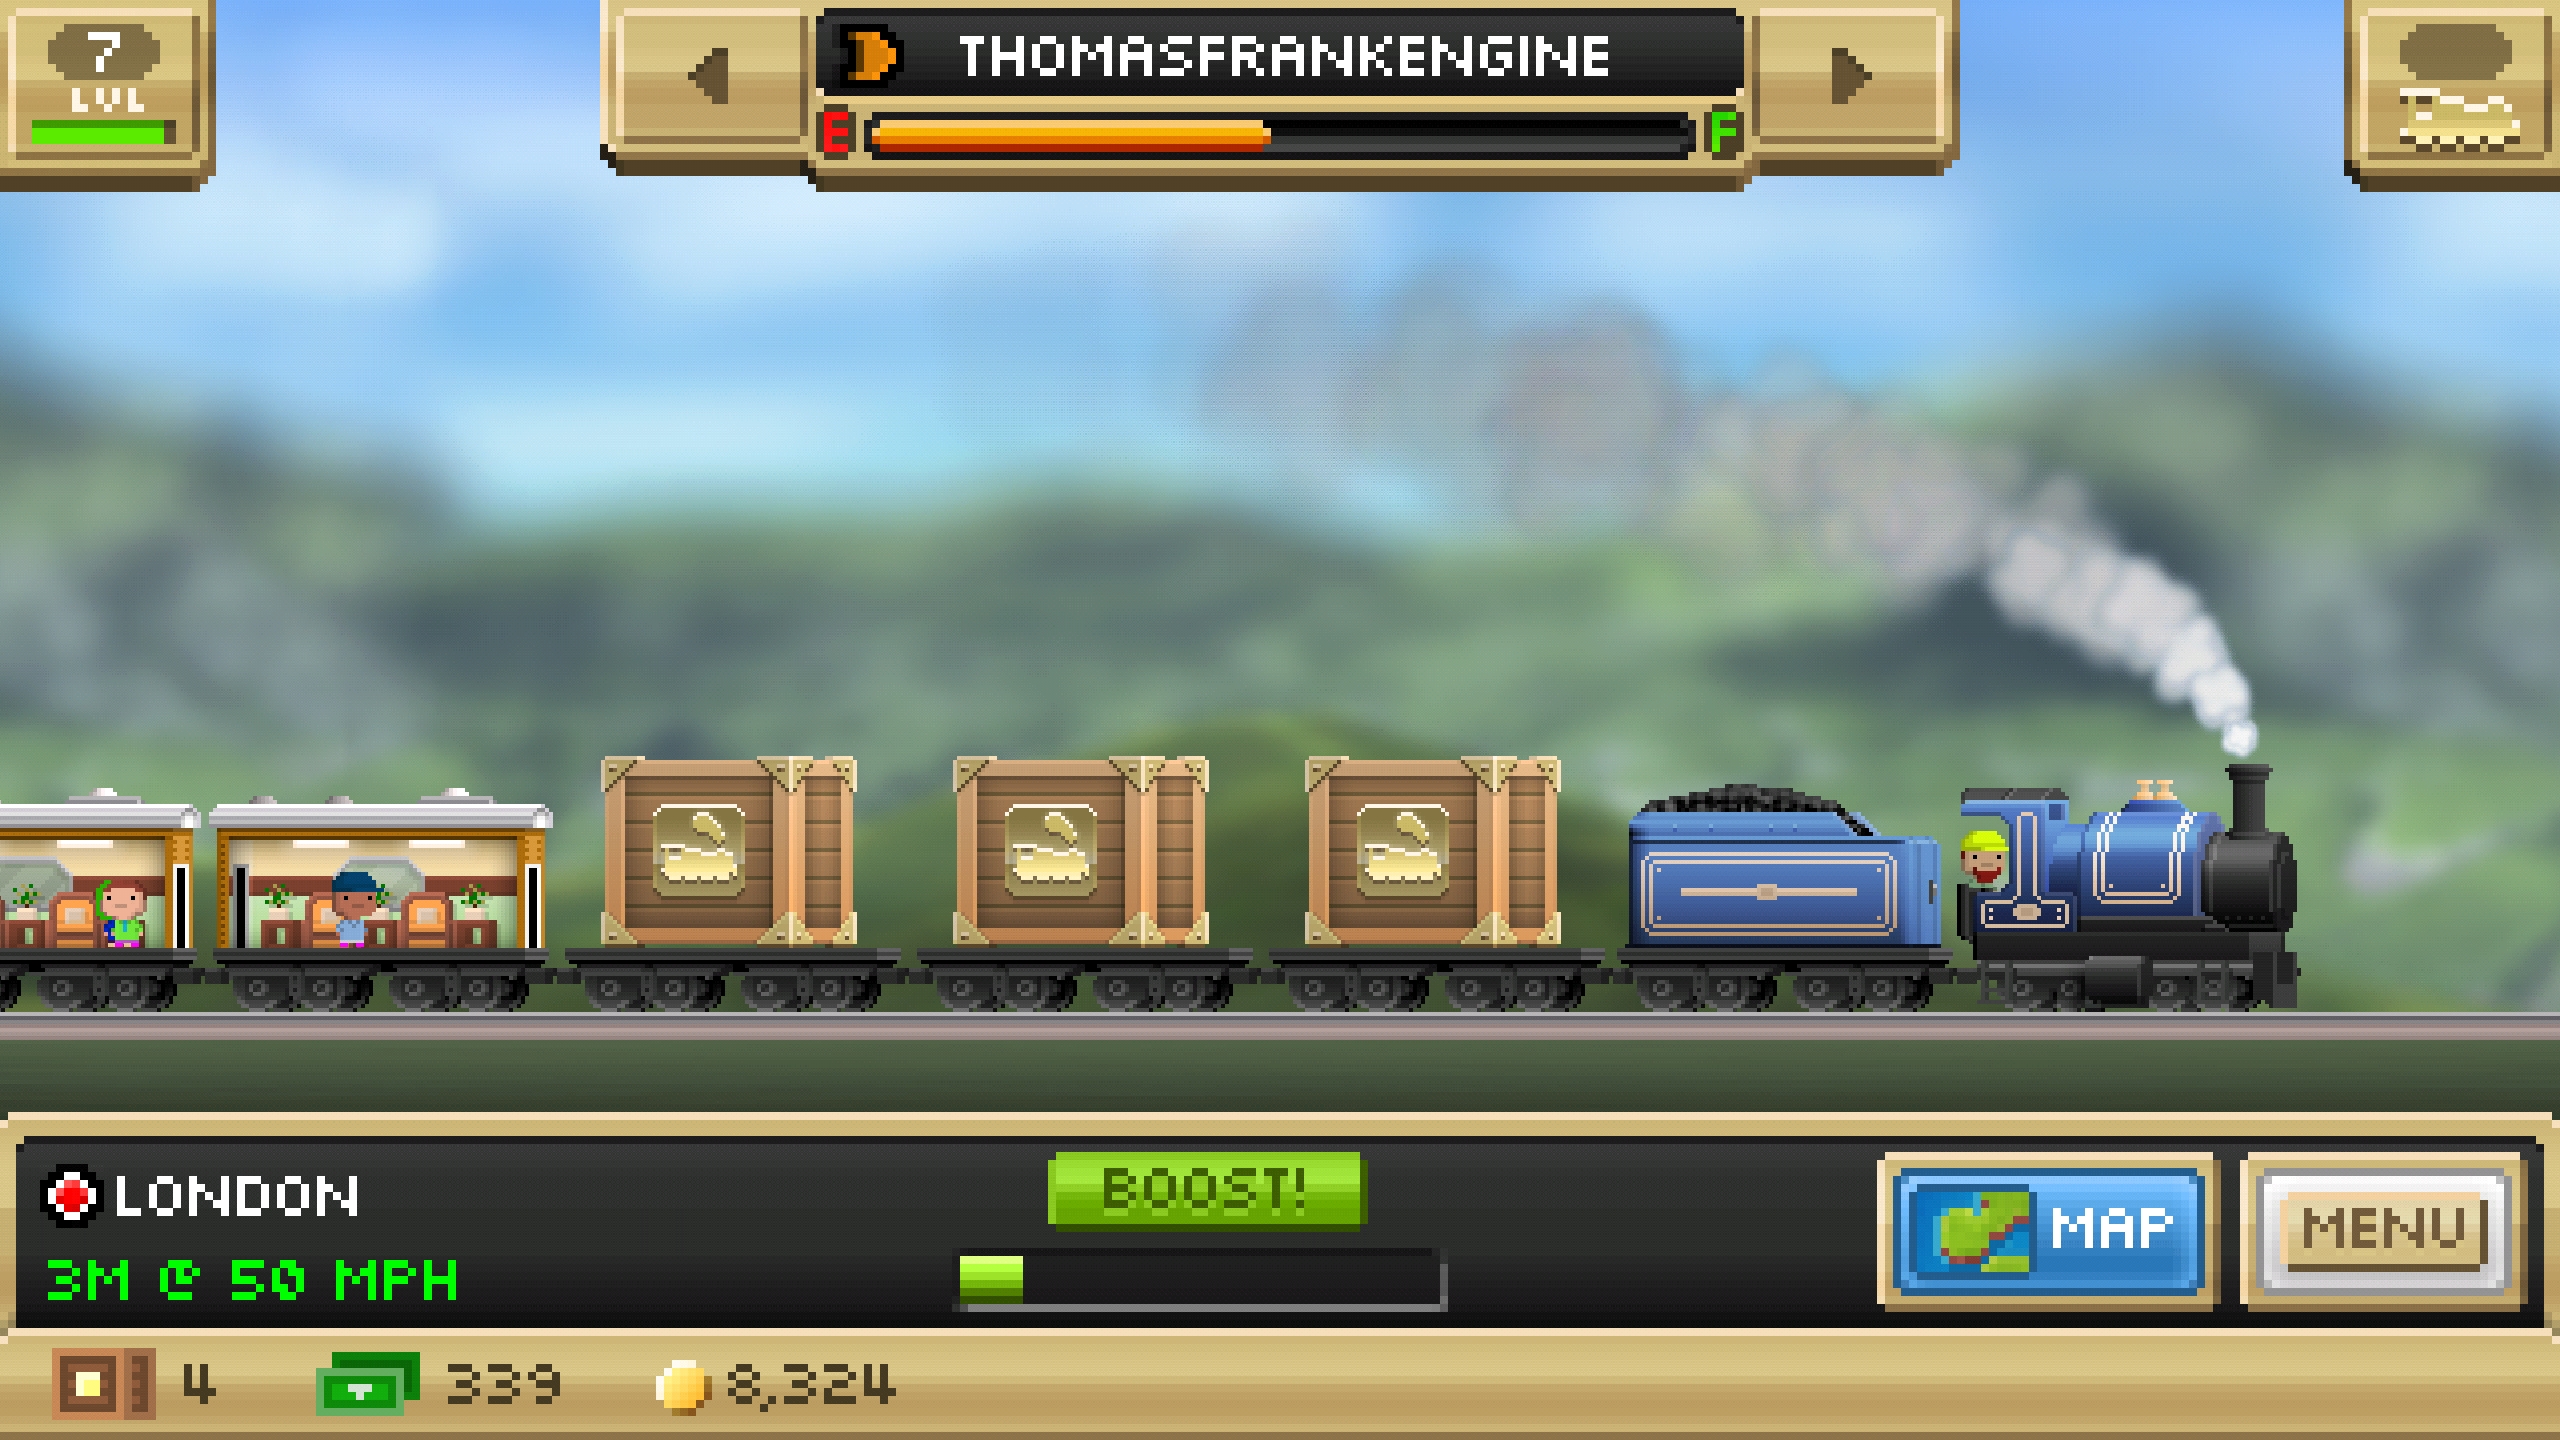 7
LVL
THOMASFRANKENGINE
E F
LONDON
3M @ 50 MPH
BOOST!
MAP
MENU
4
339
8,324